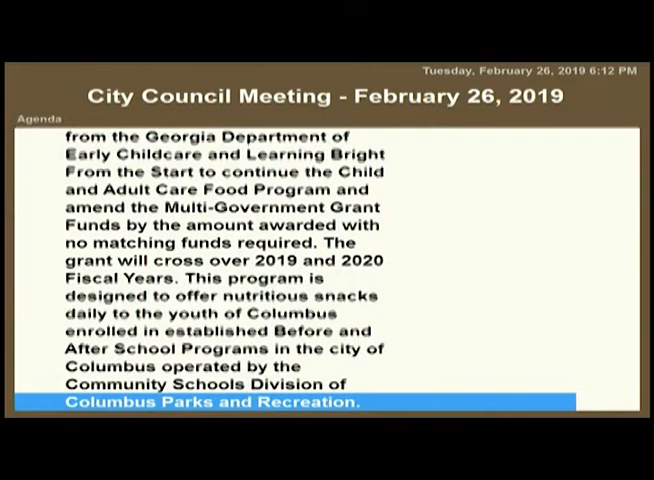 Tuesday, February 26, 2019 6:12 PM
City Council Meeting - February 26, 2019
Agenda
from the Georgia Department of
Early Childcare and Learning Bright
From the Start to continue the Child
and Adult Care Food Program and
amend the Multi-Government Grant
Funds by the amount awarded with
no matching funds required. The
grant will cross over 2019 and 2020
Fiscal Years. This program is
designed to offer nutritious snacks
daily to the youth of Columbus
enrolled in established Before and
After School Programs in the city of
Columbus operated by the
Community Schools Division of
Columbus Parks and Recreation.